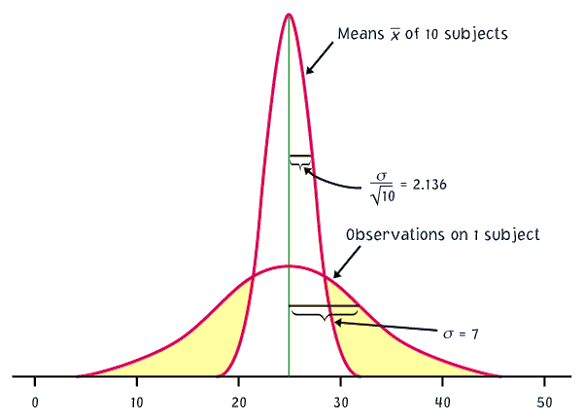 Means x̅ of 10 subjects
σ/√10 = 2.136
Observations on 1 subject
σ = 7
0 10 20 30 40 50